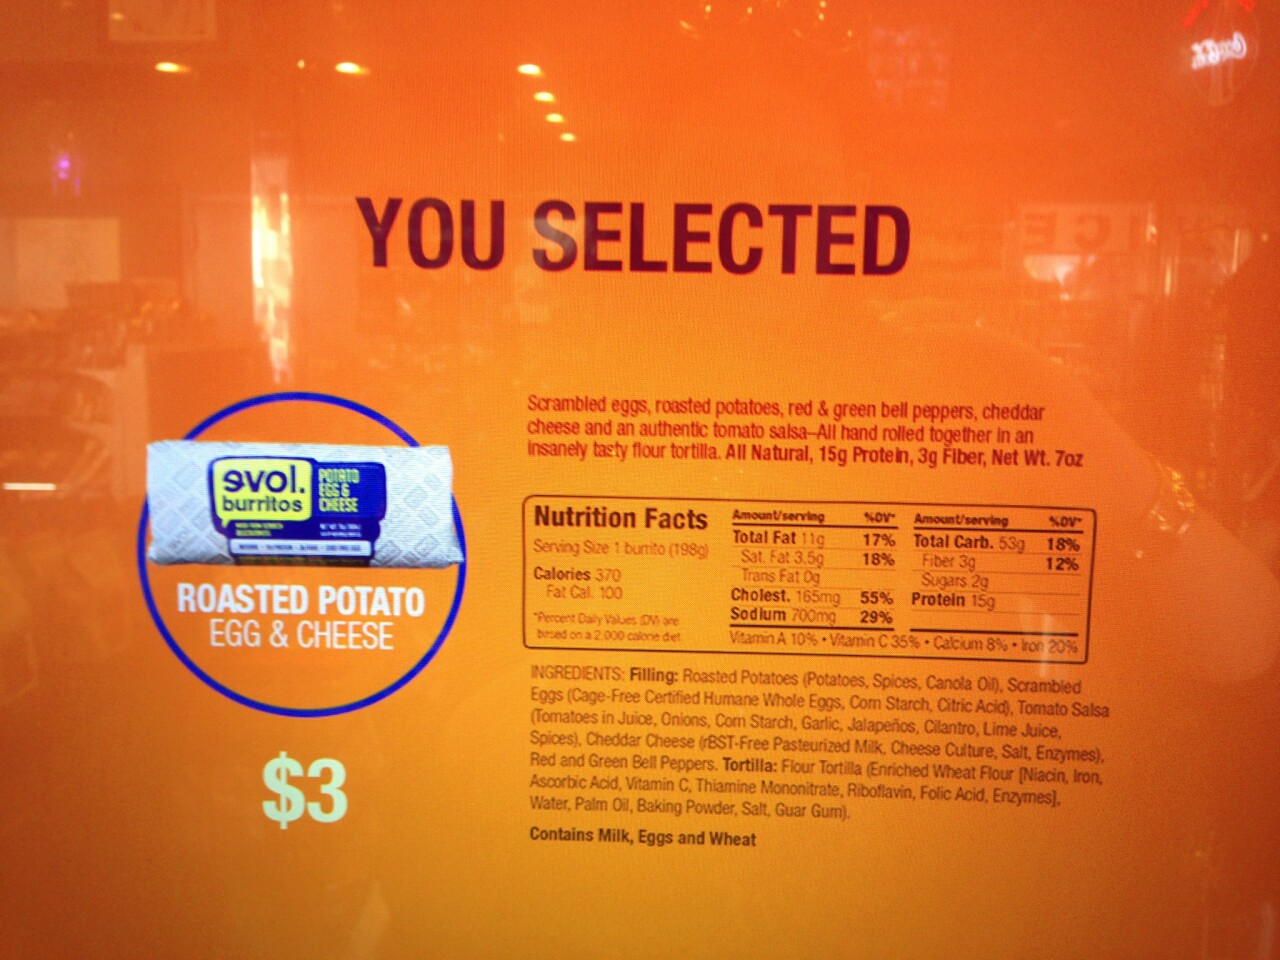 YOU SELECTED
Scrambled eggs, roasted potatoes, red & green bell peppers, cheddar
cheese and an authentic tomato salsa–All hand rolled together in an
insanely tasty flour tortilla. All Natural, 15g Protein, 3g Fiber, Net Wt. 7oz
evol.
burritos
POTATO
EGG &
CHEESE
ROASTED POTATO
EGG & CHEESE
$3
Nutrition Facts
Serving Size 1 burrito (198g)
Calories 370
Fat Cal. 100
*Percent Daily Values (DV) are
based on a 2,000 calorie diet
Amount/serving %DV*
Total Fat 11g 17%
Sat. Fat 3.5g 18%
Trans Fat 0g
Cholest. 165mg 55%
Sodium 700mg 29%
Amount/serving %DV*
Total Carb. 53g 18%
Fiber 3g 12%
Sugars 2g
Protein 15g
Vitamin A 10% • Vitamin C 35% • Calcium 8% • Iron 20%
INGREDIENTS: Filling: Roasted Potatoes (Potatoes, Spices, Canola Oil), Scrambled
Eggs (Cage-Free Certified Humane Whole Eggs, Corn Starch, Citric Acid), Tomato Salsa
(Tomatoes in Juice, Onions, Corn Starch, Garlic, Jalapeños, Cilantro, Lime Juice,
Spices), Cheddar Cheese (rBST-Free Pasteurized Milk, Cheese Culture, Salt, Enzymes),
Red and Green Bell Peppers. Tortilla: Flour Tortilla (Enriched Wheat Flour [Niacin, Iron,
Ascorbic Acid, Vitamin C, Thiamine Mononitrate, Riboflavin, Folic Acid, Enzymes],
Water, Palm Oil, Baking Powder, Salt, Guar Gum).
Contains Milk, Eggs and Wheat